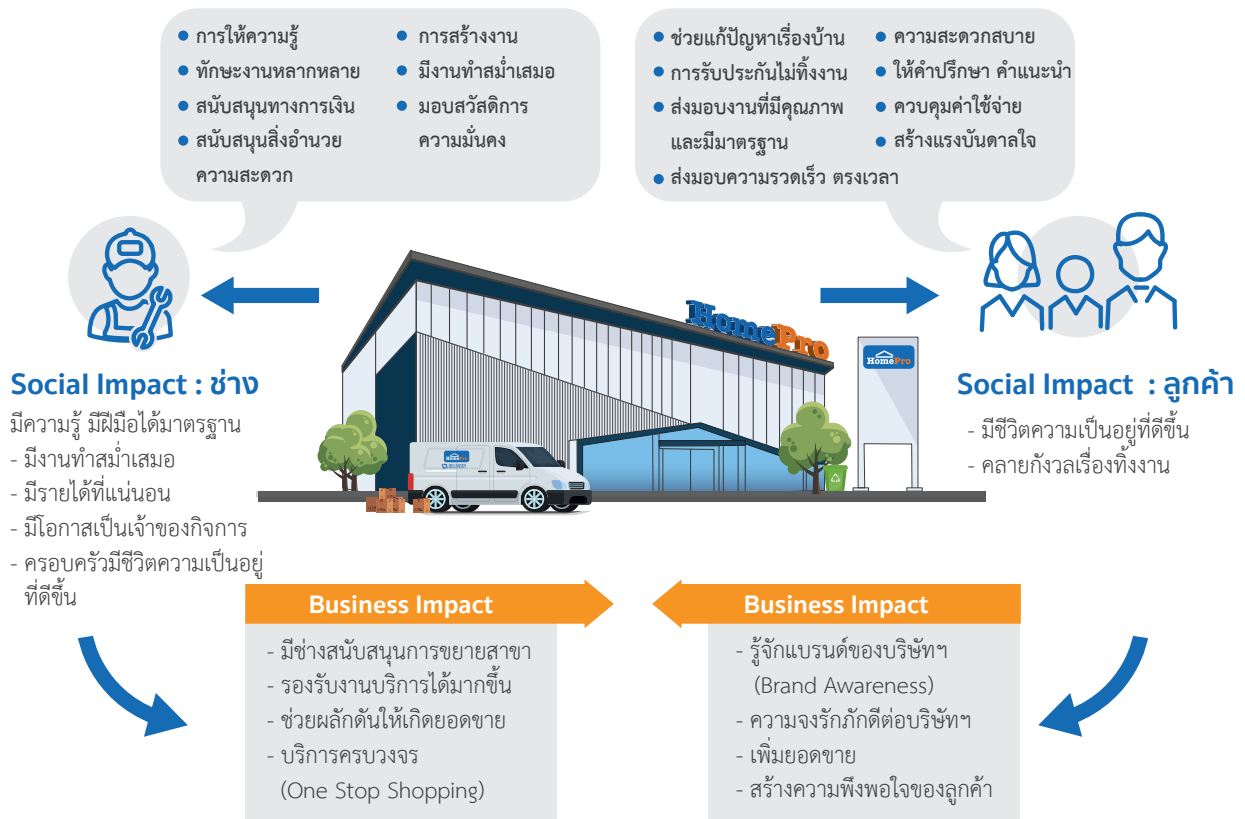 • การให้ความรู้
• ทักษะงานหลากหลาย
• สนับสนุนทางการเงิน
• สนับสนุนสิ่งอำนวย
ความสะดวก
• การสร้างงาน
• มีงานทำสม่ำเสมอ
• มอบสวัสดิการ
ความมั่นคง
• ช่วยแก้ปัญหาเรื่องบ้าน
• การรับประกันไม่ทิ้งงาน
• ส่งมอบงานที่มีคุณภาพ
และมีมาตรฐาน
• ส่งมอบความรวดเร็ว ตรงเวลา
• ความสะดวกสบาย
• ให้คำปรึกษา คำแนะนำ
• ควบคุมค่าใช้จ่าย
• สร้างแรงบันดาลใจ
HomePro
HomePro
HomePro
DELIVERY
Social Impact : ช่าง
มีความรู้ มีฝีมือได้มาตรฐาน
- มีงานทำสม่ำเสมอ
- มีรายได้ที่แน่นอน
- มีโอกาสเป็นเจ้าของกิจการ
- ครอบครัวมีชีวิตความเป็นอยู่
ที่ดีขึ้น
Social Impact : ลูกค้า
- มีชีวิตความเป็นอยู่ที่ดีขึ้น
- คลายกังวลเรื่องทิ้งงาน
Business Impact
- มีช่างสนับสนุนการขยายสาขา
- รองรับงานบริการได้มากขึ้น
- ช่วยผลักดันให้เกิดยอดขาย
- บริการครบวงจร
(One Stop Shopping)
Business Impact
- รู้จักแบรนด์ของบริษัทฯ
(Brand Awareness)
- ความจงรักภักดีต่อบริษัทฯ
- เพิ่มยอดขาย
- สร้างความพึงพอใจของลูกค้า